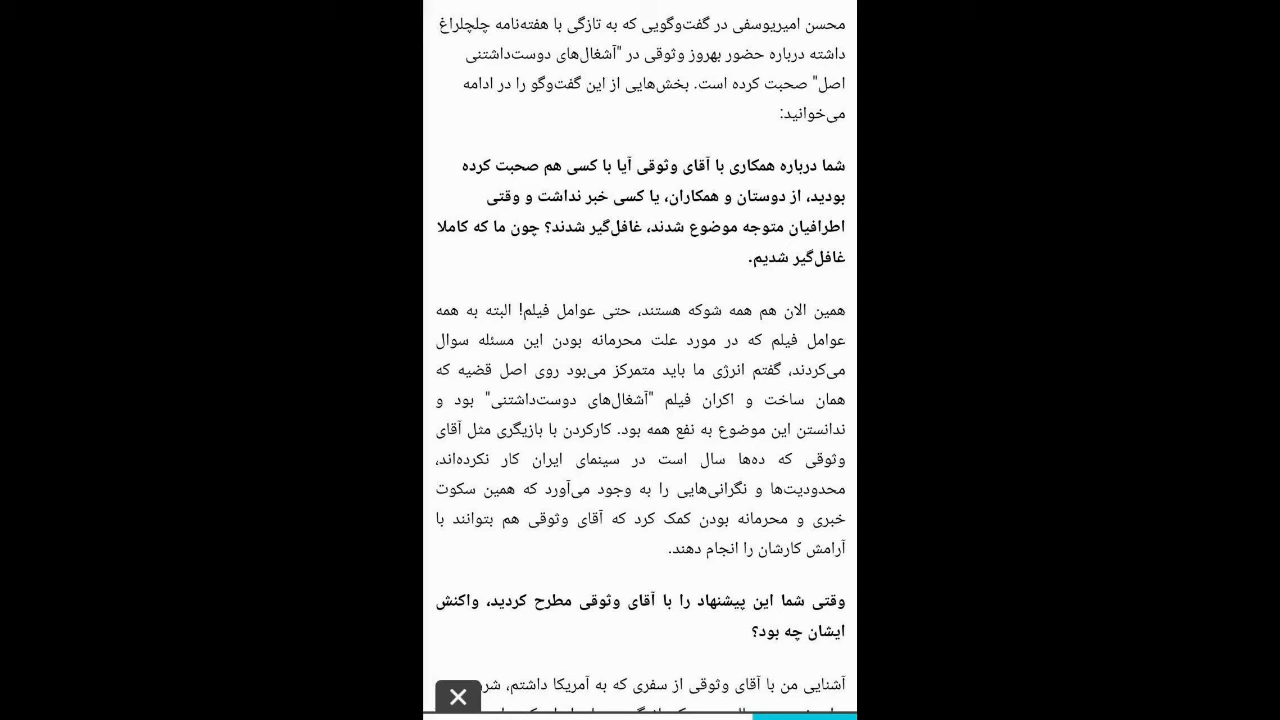 محسن امیریوسفی در گفت‌وگویی که به تازگی با هفته‌نامه چلچلراغ
داشته درباره حضور بهروز وثوقی در "آشغال‌های دوست‌داشتنی
اصل" صحبت کرده است. بخش‌هایی از این گفت‌وگو را در ادامه
می‌خوانید:
شما درباره همکاری با آقای وثوقی آیا با کسی هم صحبت کرده
بودید، از دوستان و همکاران، یا کسی خبر نداشت و وقتی
اطرافیان متوجه موضوع شدند، غافل‌گیر شدند؟ چون ما که کاملا
غافل‌گیر شدیم.
همین الان هم همه شوکه هستند، حتی عوامل فیلم! البته به همه
عوامل فیلم که در مورد علت محرمانه بودن این مسئله سوال
می‌کردند، گفتم انرژی ما باید متمرکز می‌بود روی اصل قضیه که
همان ساخت و اکران فیلم "آشغال‌های دوست‌داشتنی" بود و
ندانستن این موضوع به نفع همه بود. کارکردن با بازیگری مثل آقای
وثوقی که ده‌ها سال است در سینمای ایران کار نکرده‌اند،
محدودیت‌ها و نگرانی‌هایی را به وجود می‌آورد که همین سکوت
خبری و محرمانه بودن کمک کرد که آقای وثوقی هم بتوانند با
آرامش کارشان را انجام دهند.
وقتی شما این پیشنهاد را با آقای وثوقی مطرح کردید، واکنش
ایشان چه بود؟
آشنایی من با آقای وثوقی از سفری که به آمریکا داشتم،